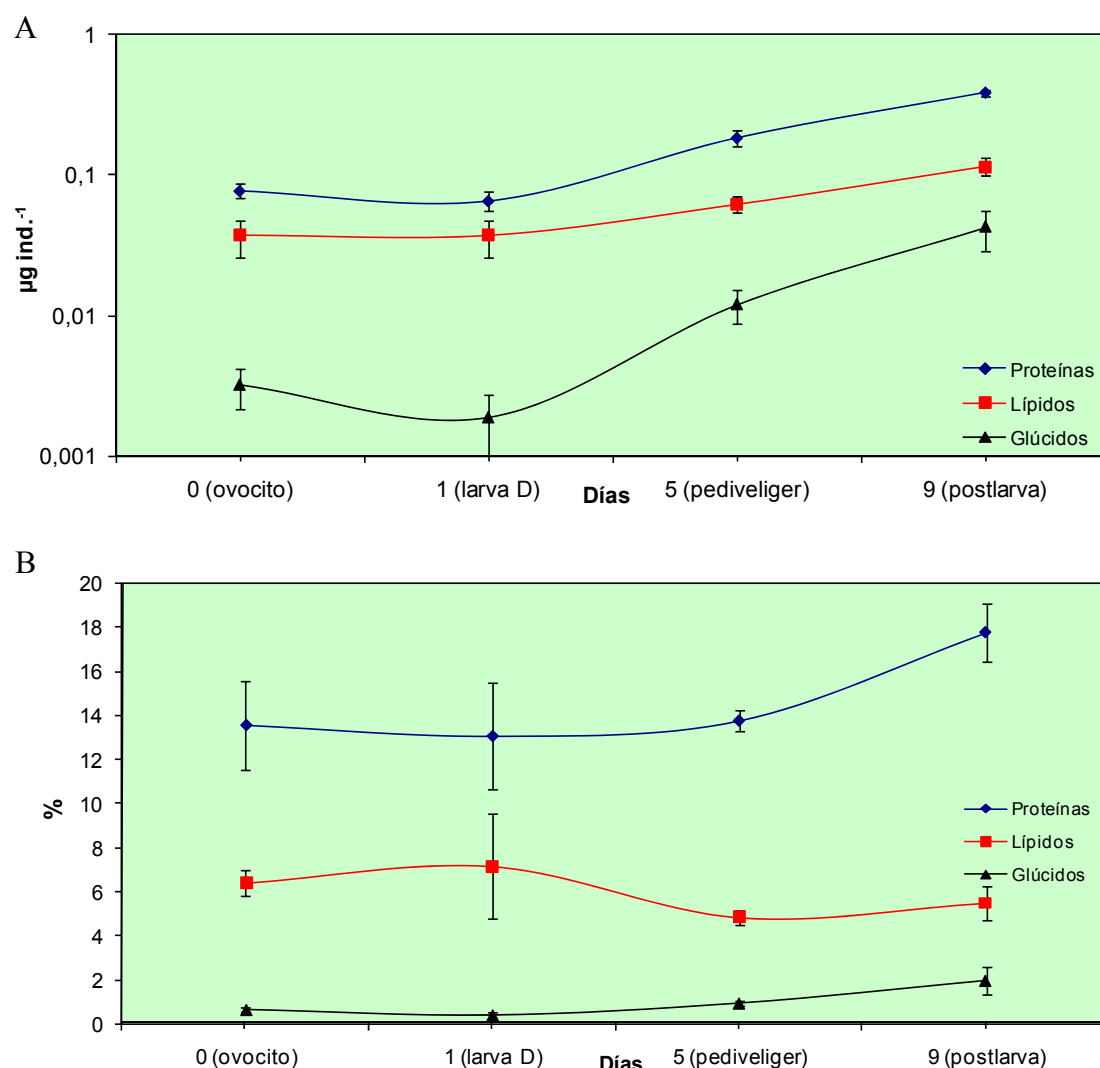 A
1
0,1
0,01
0,001
µg ind.⁻¹
Proteínas
Lípidos
Glúcidos
0 (ovocito)
1 (larva D)
Días
5 (pediveliger)
9 (postlarva)
B
20
18
16
14
12
10
8
6
4
2
0
%
Proteínas
Lípidos
Glúcidos
0 (ovocito)
1 (larva D)
Días
5 (pediveliger)
9 (postlarva)